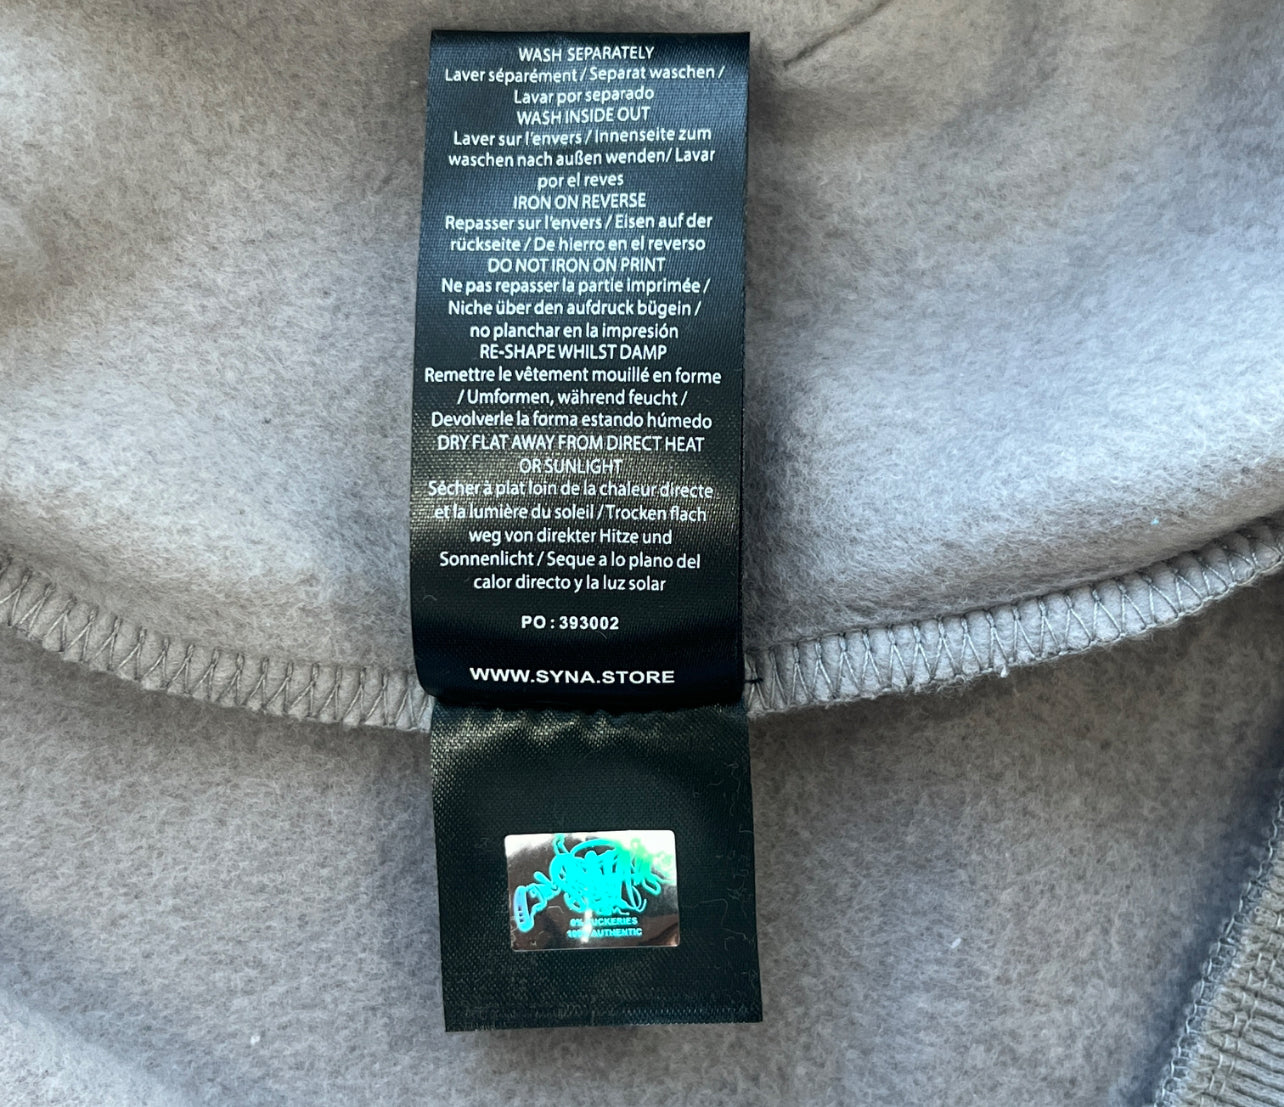 WASH SEPARATELY
Laver séparément / Separat waschen /
Lavar por separado
WASH INSIDE OUT
Laver sur l'envers / Innenseite zum
waschen nach außen wenden/ Lavar
por el reves
IRON ON REVERSE
Repasser sur l'envers / Eisen auf der
rückseite / De hierro en el reverso
DO NOT IRON ON PRINT
Ne pas repasser la partie imprimée /
Niche über den aufdruck bügein /
no planchar en la impresión
RE-SHAPE WHILST DAMP
Remettre le vêtement mouillé en forme
/ Umformen, während feucht /
Devolverle la forma estando húmedo
DRY FLAT AWAY FROM DIRECT HEAT
OR SUNLIGHT
Sécher à plat loin de la chaleur directe
et la lumière du soleil / Trocken flach
weg von direkter Hitze und
Sonnenlicht / Seque a lo plano del
calor directo y la luz solar
PO : 393002
WWW.SYNA.STORE
AUTHENTIC